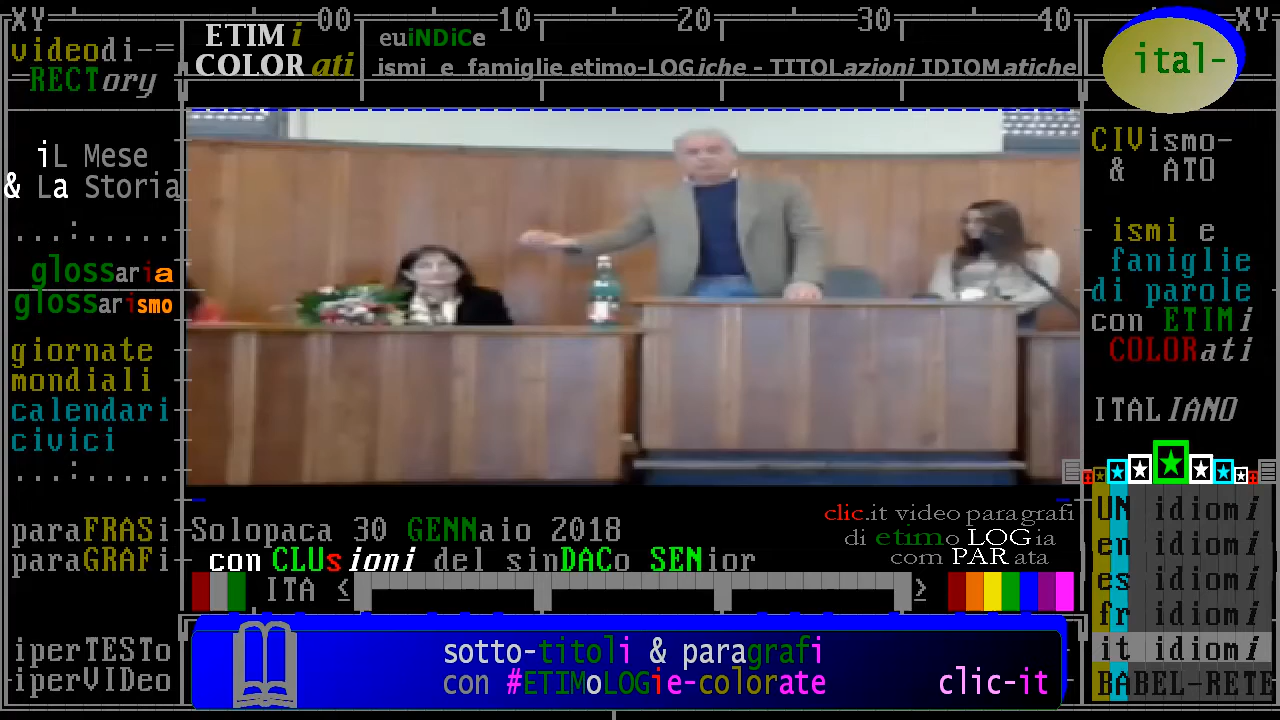 XY 00 10 20 30 40 XY
videodi-=
=RECTory
ETIMi
COLORati
euiNDiCe
ismi e famiglie etimo-LOGiche - TITOLazioni IDIOMatiche
ital-
iL Mese
& La Storia
...:.....
glossaria
glossarismo
giornate
mondiali
calendari
civici
...:.....
paraFRASi
paraGRAFi
iperTESTo
iperVIDeo
CIVismo-
& ATO
ismi e
faniglie
di parole
con ETIMi
COLORati
ITALIANO
UN idiomi
en idiomi
es idiomi
fr idiomi
it idiomi
BABEL-RETE
Solopaca 30 GENNaio 2018
con CLUsioni del sinDACo SENior
clic.it video paragrafi
di etimo LOGia
com PARata
ITA < >
sotto-titoli & paragrafi
con #ETIMoLOGie-colorate
clic-it